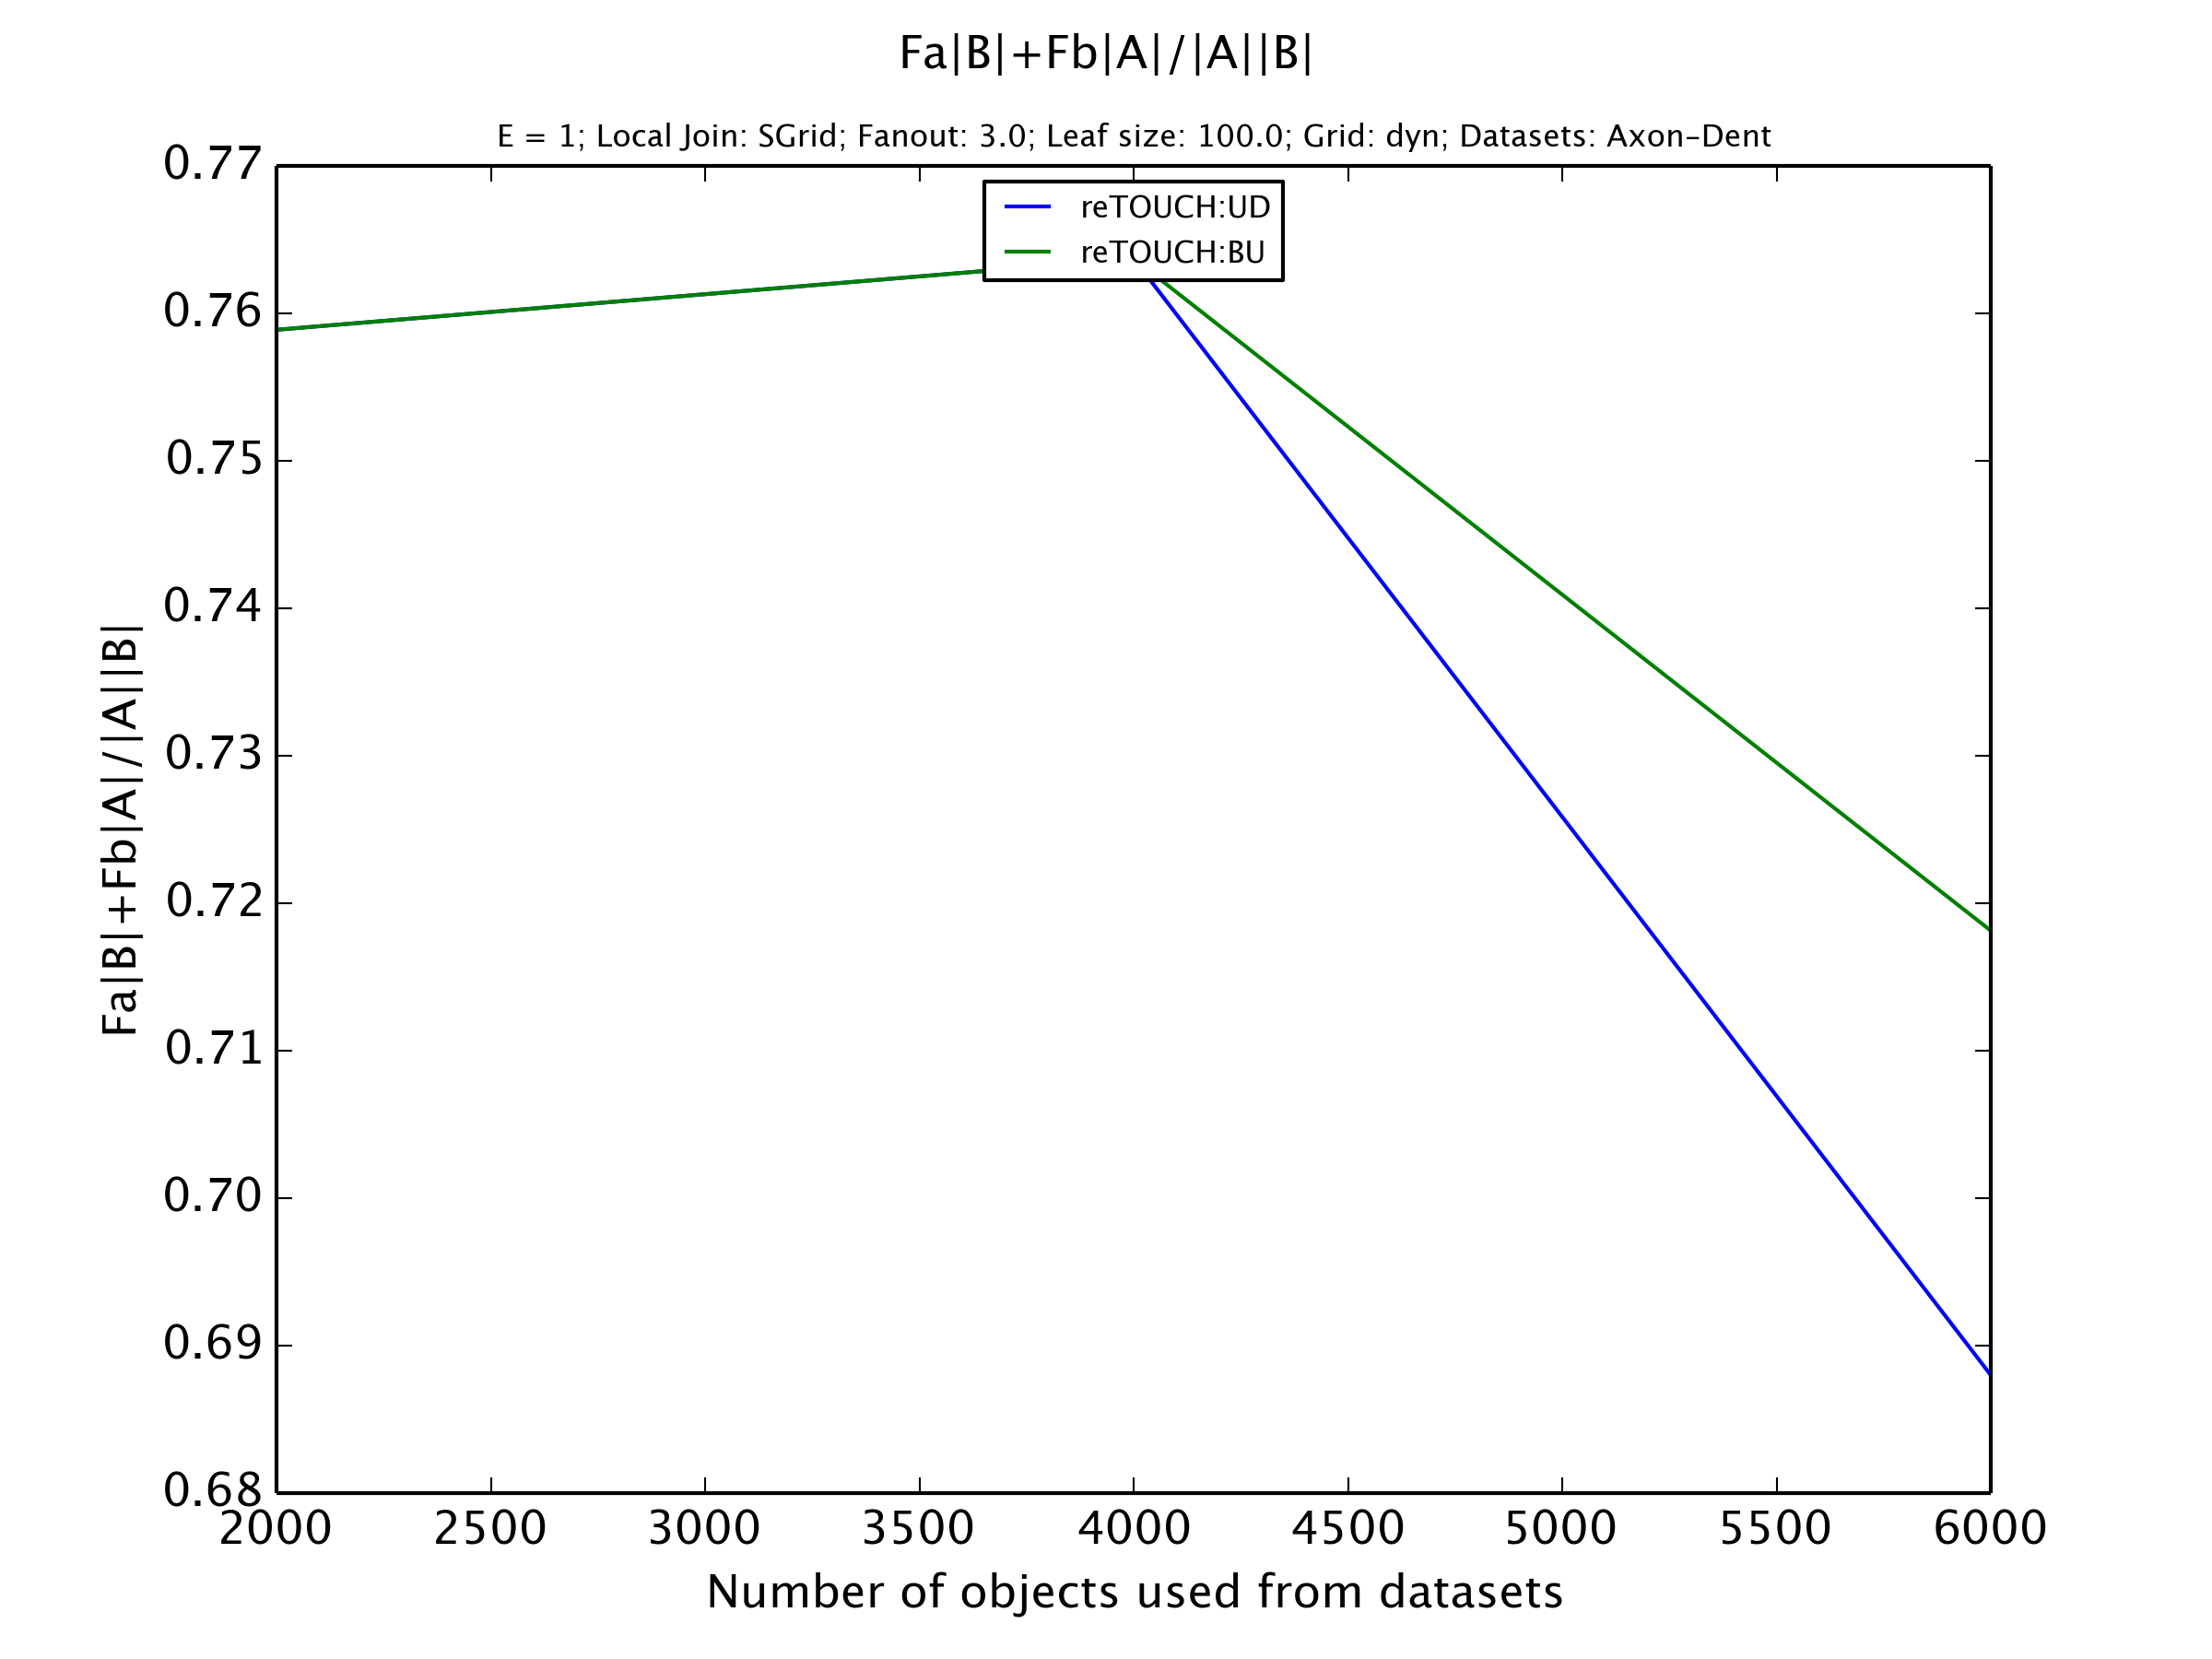 Fa|B|+Fb|A|/|A||B|
E = 1; Local Join: SGrid; Fanout: 3.0; Leaf size: 100.0; Grid: dyn; Datasets: Axon-Dent
reTOUCH:UD
reTOUCH:BU
0.77
0.76
0.75
0.74
0.73
0.72
0.71
0.70
0.69
0.68
Fa|B|+Fb|A|/|A||B|
2000 2500 3000 3500 4000 4500 5000 5500 6000
Number of objects used from datasets